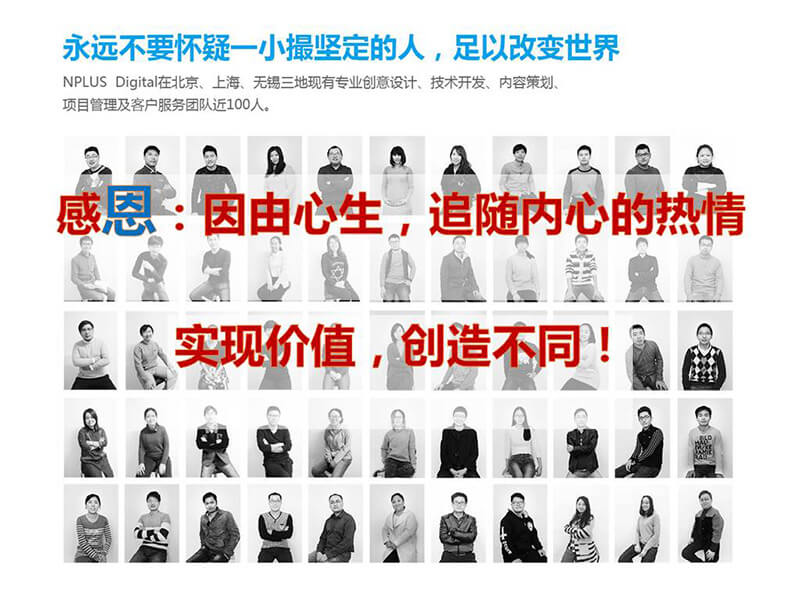 永远不要怀疑一小撮坚定的人，足以改变世界
NPLUS Digital在北京、上海、无锡三地现有专业创意设计、技术开发、内容策划、
项目管理及客户服务团队近100人。
感恩：因由心生，追随内心的热情
实现价值，创造不同！